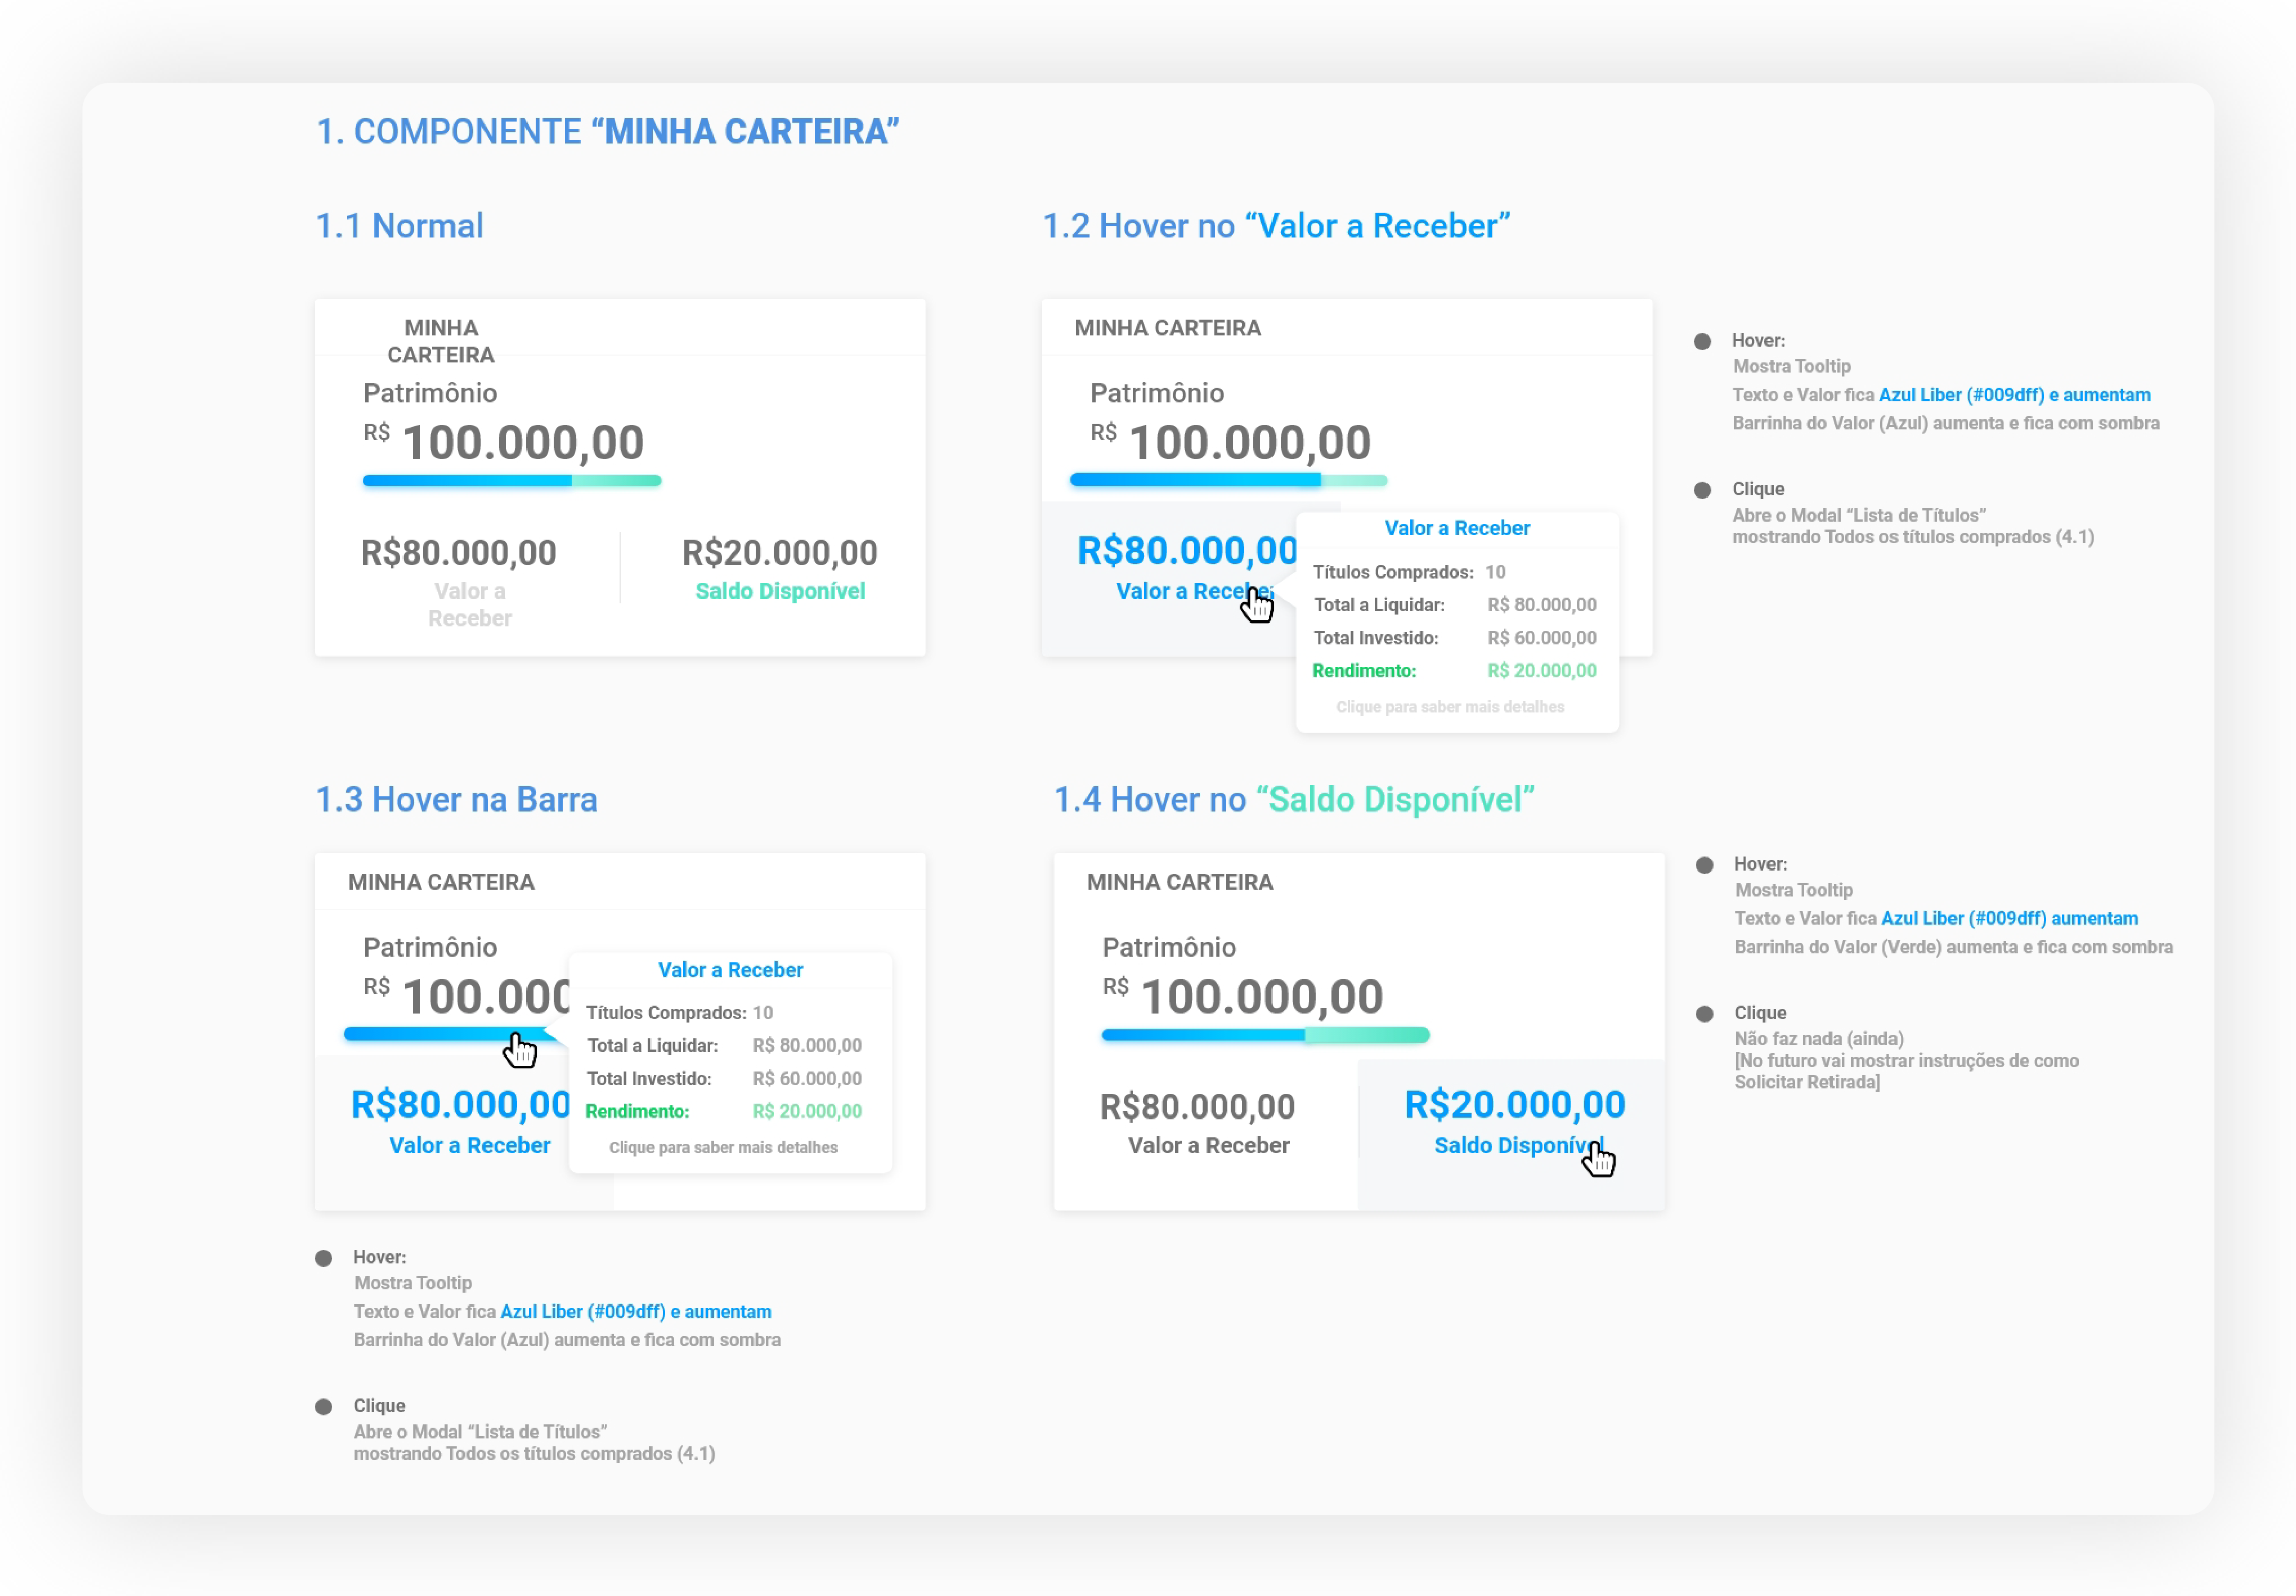 1. COMPONENTE “MINHA CARTEIRA”
1.1 Normal
MINHA
CARTEIRA
Patrimônio
R$ 100.000,00
R$80.000,00
Valor a
Receber
R$20.000,00
Saldo Disponível
1.2 Hover no “Valor a Receber”
MINHA CARTEIRA
Patrimônio
R$ 100.000,00
R$80.000,00
Valor a Receber
Valor a Receber
Títulos Comprados: 10
Total a Liquidar: R$ 80.000,00
Total Investido: R$ 60.000,00
Rendimento: R$ 20.000,00
Clique para saber mais detalhes
Hover:
Mostra Tooltip
Texto e Valor fica Azul Liber (#009dff) e aumentam
Barrinha do Valor (Azul) aumenta e fica com sombra
Clique
Abre o Modal “Lista de Títulos”
mostrando Todos os títulos comprados (4.1)
1.3 Hover na Barra
MINHA CARTEIRA
Patrimônio
R$ 100.000
R$80.000,00
Valor a Receber
Valor a Receber
Títulos Comprados: 10
Total a Liquidar: R$ 80.000,00
Total Investido: R$ 60.000,00
Rendimento: R$ 20.000,00
Clique para saber mais detalhes
Hover:
Mostra Tooltip
Texto e Valor fica Azul Liber (#009dff) e aumentam
Barrinha do Valor (Azul) aumenta e fica com sombra
Clique
Abre o Modal “Lista de Títulos”
mostrando Todos os títulos comprados (4.1)
1.4 Hover no “Saldo Disponível”
MINHA CARTEIRA
Patrimônio
R$ 100.000,00
R$80.000,00
Valor a Receber
R$20.000,00
Saldo Disponível
Hover:
Mostra Tooltip
Texto e Valor fica Azul Liber (#009dff) aumentam
Barrinha do Valor (Verde) aumenta e fica com sombra
Clique
Não faz nada (ainda)
[No futuro vai mostrar instruções de como
Solicitar Retirada]